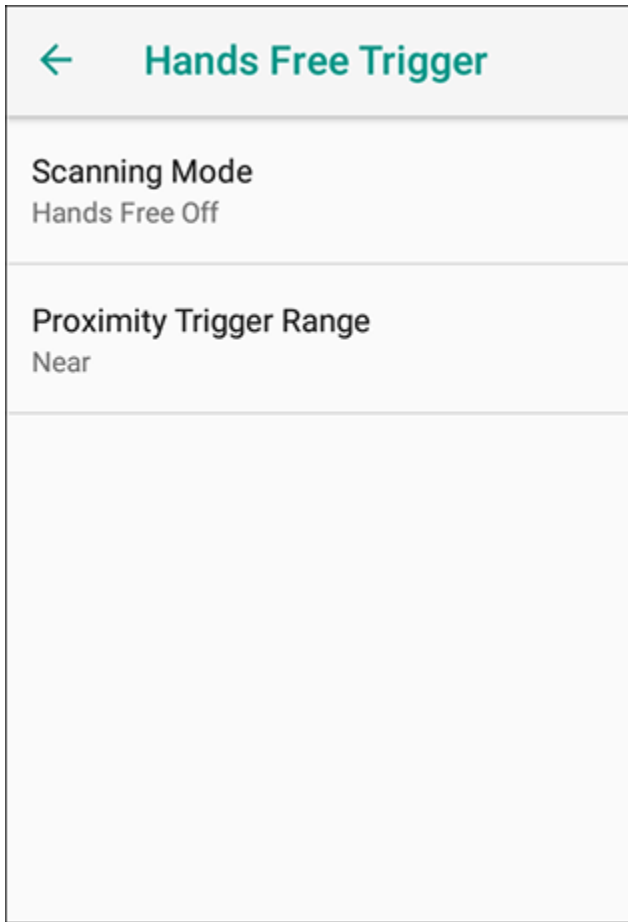 Hands Free Trigger
Scanning Mode
Hands Free Off
Proximity Trigger Range
Near